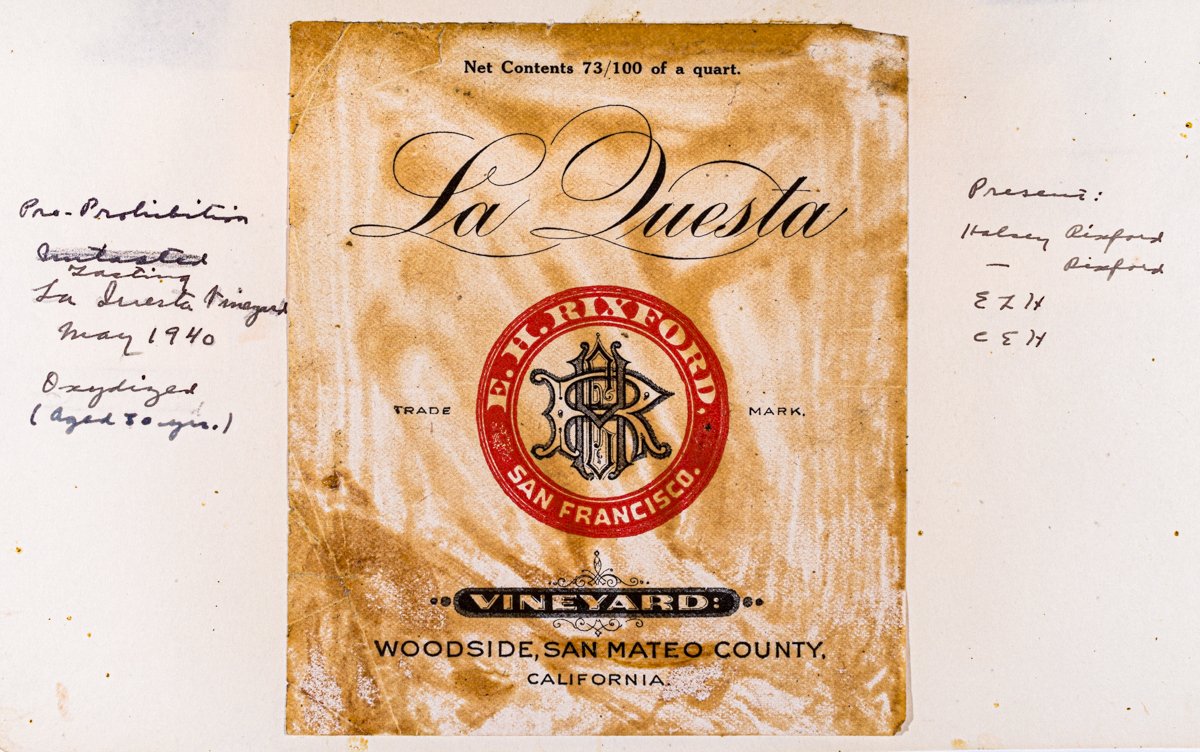 Pre-Prohibition
Tasting
La Questa Vineyard
May 1940
Oxydized
(Aged 30 yrs.)
Net Contents 73/100 of a quart.
La Questa
E. H. RIXFORD,
EHR
SAN FRANCISCO.
TRADE MARK.
VINEYARD:
WOODSIDE, SAN MATEO COUNTY,
CALIFORNIA.
Present:
Halsey Rixford
— Rixford
E L H
C E H